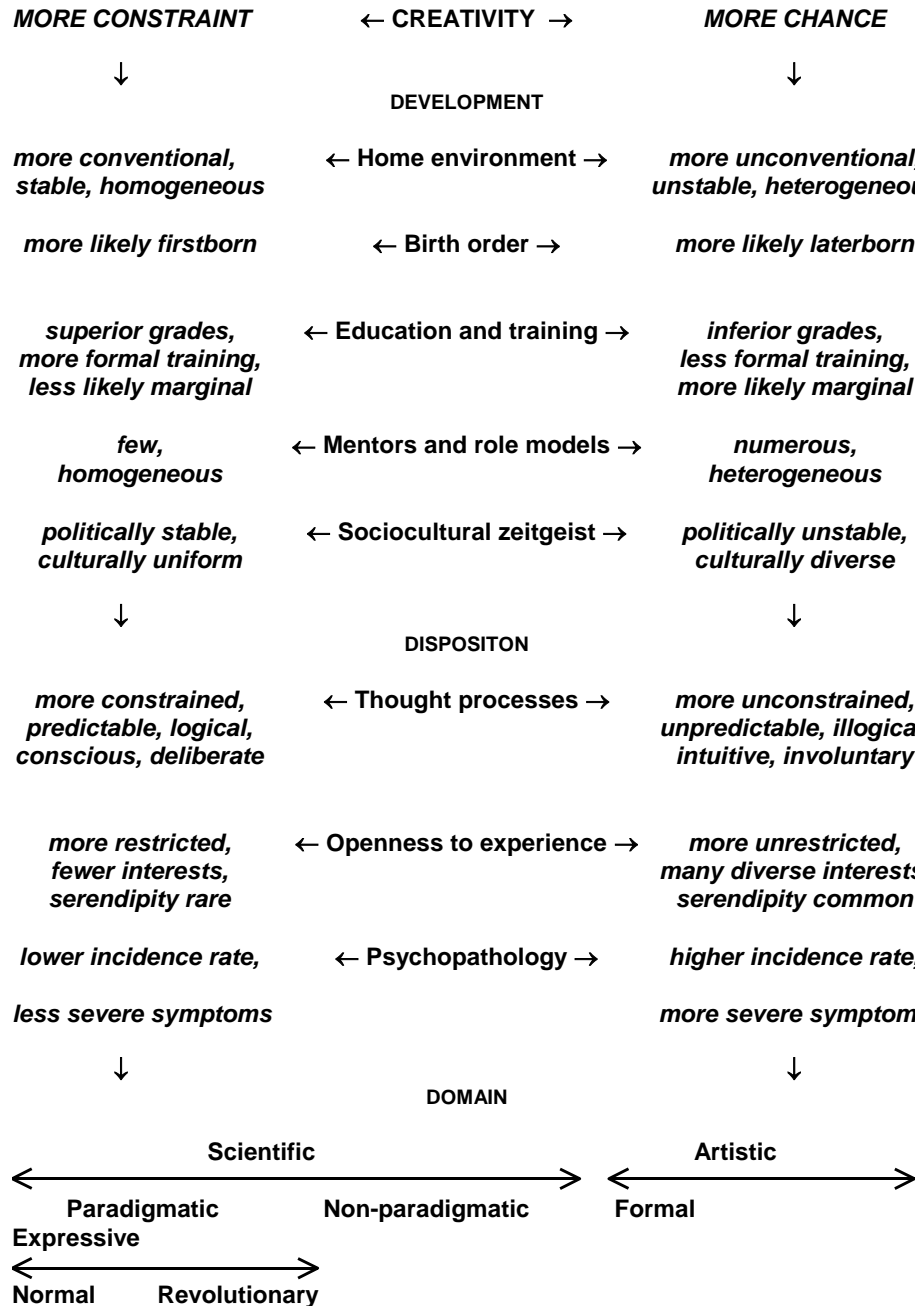 MORE CONSTRAINT ← CREATIVITY → MORE CHANCE
↓ ↓
DEVELOPMENT
more conventional, ← Home environment → more unconventional,
stable, homogeneous unstable, heterogeneou
more likely firstborn ← Birth order → more likely laterborn
superior grades, ← Education and training → inferior grades,
more formal training, less formal training,
less likely marginal more likely marginal
few, ← Mentors and role models → numerous,
homogeneous heterogeneous
politically stable, ← Sociocultural zeitgeist → politically unstable,
culturally uniform culturally diverse
↓ ↓
DISPOSITON
more constrained, ← Thought processes → more unconstrained,
predictable, logical, unpredictable, illogica
conscious, deliberate intuitive, involuntary
more restricted, ← Openness to experience → more unrestricted,
fewer interests, many diverse interests
serendipity rare serendipity common
lower incidence rate, ← Psychopathology → higher incidence rate,
less severe symptoms more severe symptom
↓ ↓
DOMAIN
Scientific Artistic
Paradigmatic Non-paradigmatic Formal
Expressive
Normal Revolutionary